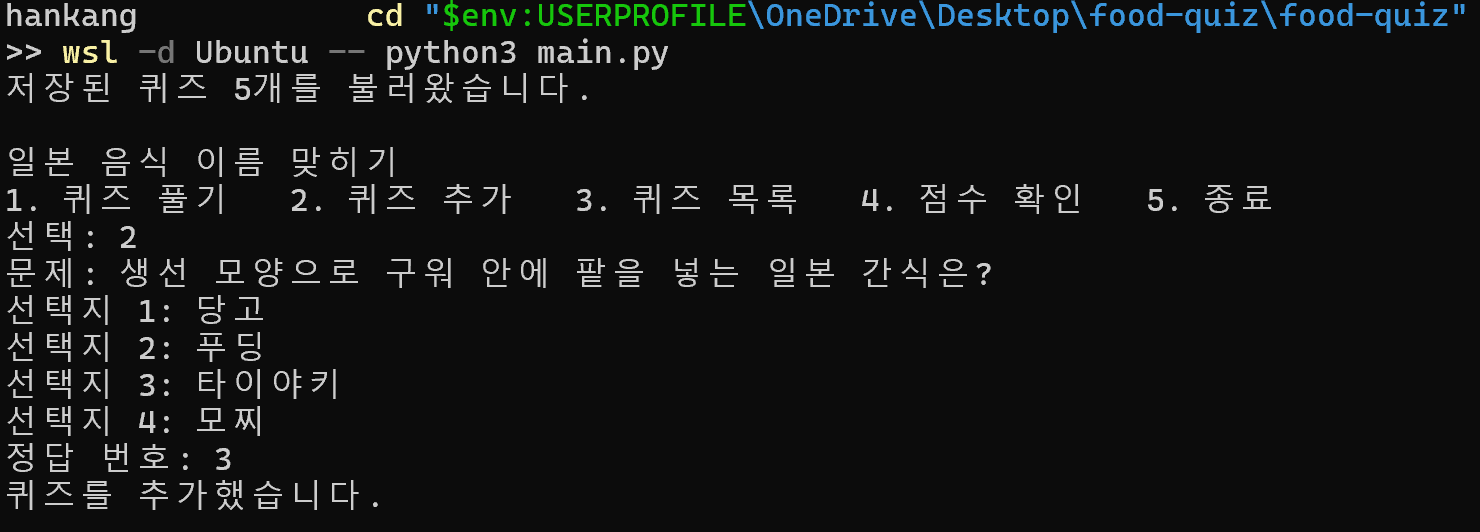 hankang cd "$env:USERPROFILE\OneDrive\Desktop\food-quiz\food-quiz"
>> wsl -d Ubuntu -- python3 main.py
저장된 퀴즈 5개를 불러왔습니다.
일본 음식 이름 맞히기
1. 퀴즈 풀기 2. 퀴즈 추가 3. 퀴즈 목록 4. 점수 확인 5. 종료
선택: 2
문제: 생선 모양으로 구워 안에 팥을 넣는 일본 간식은?
선택지 1: 당고
선택지 2: 푸딩
선택지 3: 타이야키
선택지 4: 모찌
정답 번호: 3
퀴즈를 추가했습니다.